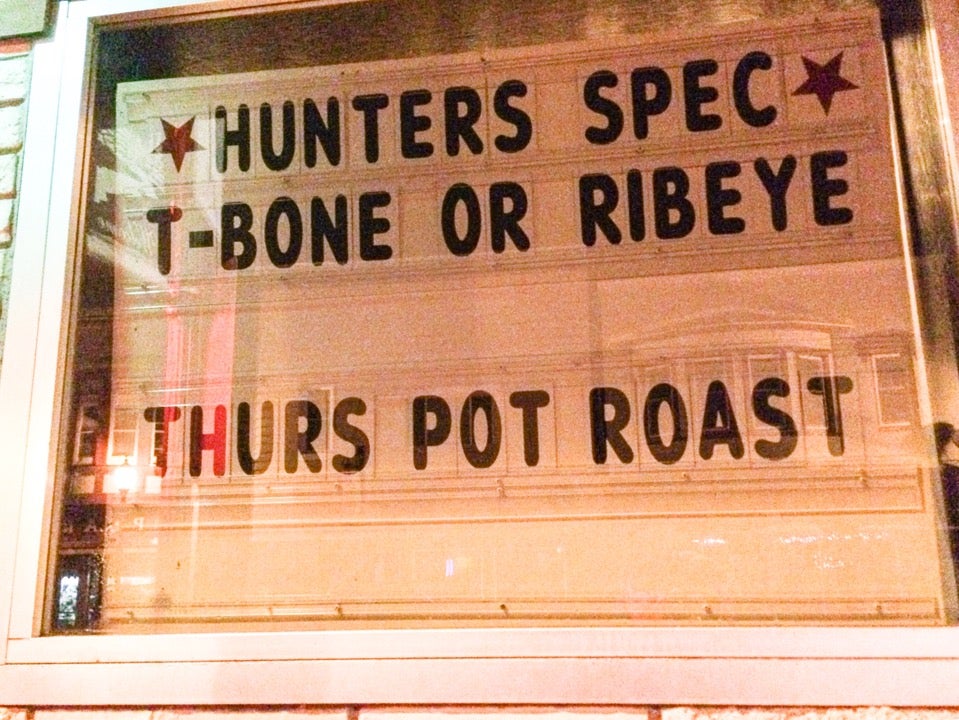 ★HUNTERS SPEC★
T-BONE OR RIBEYE
THURS POT ROAST